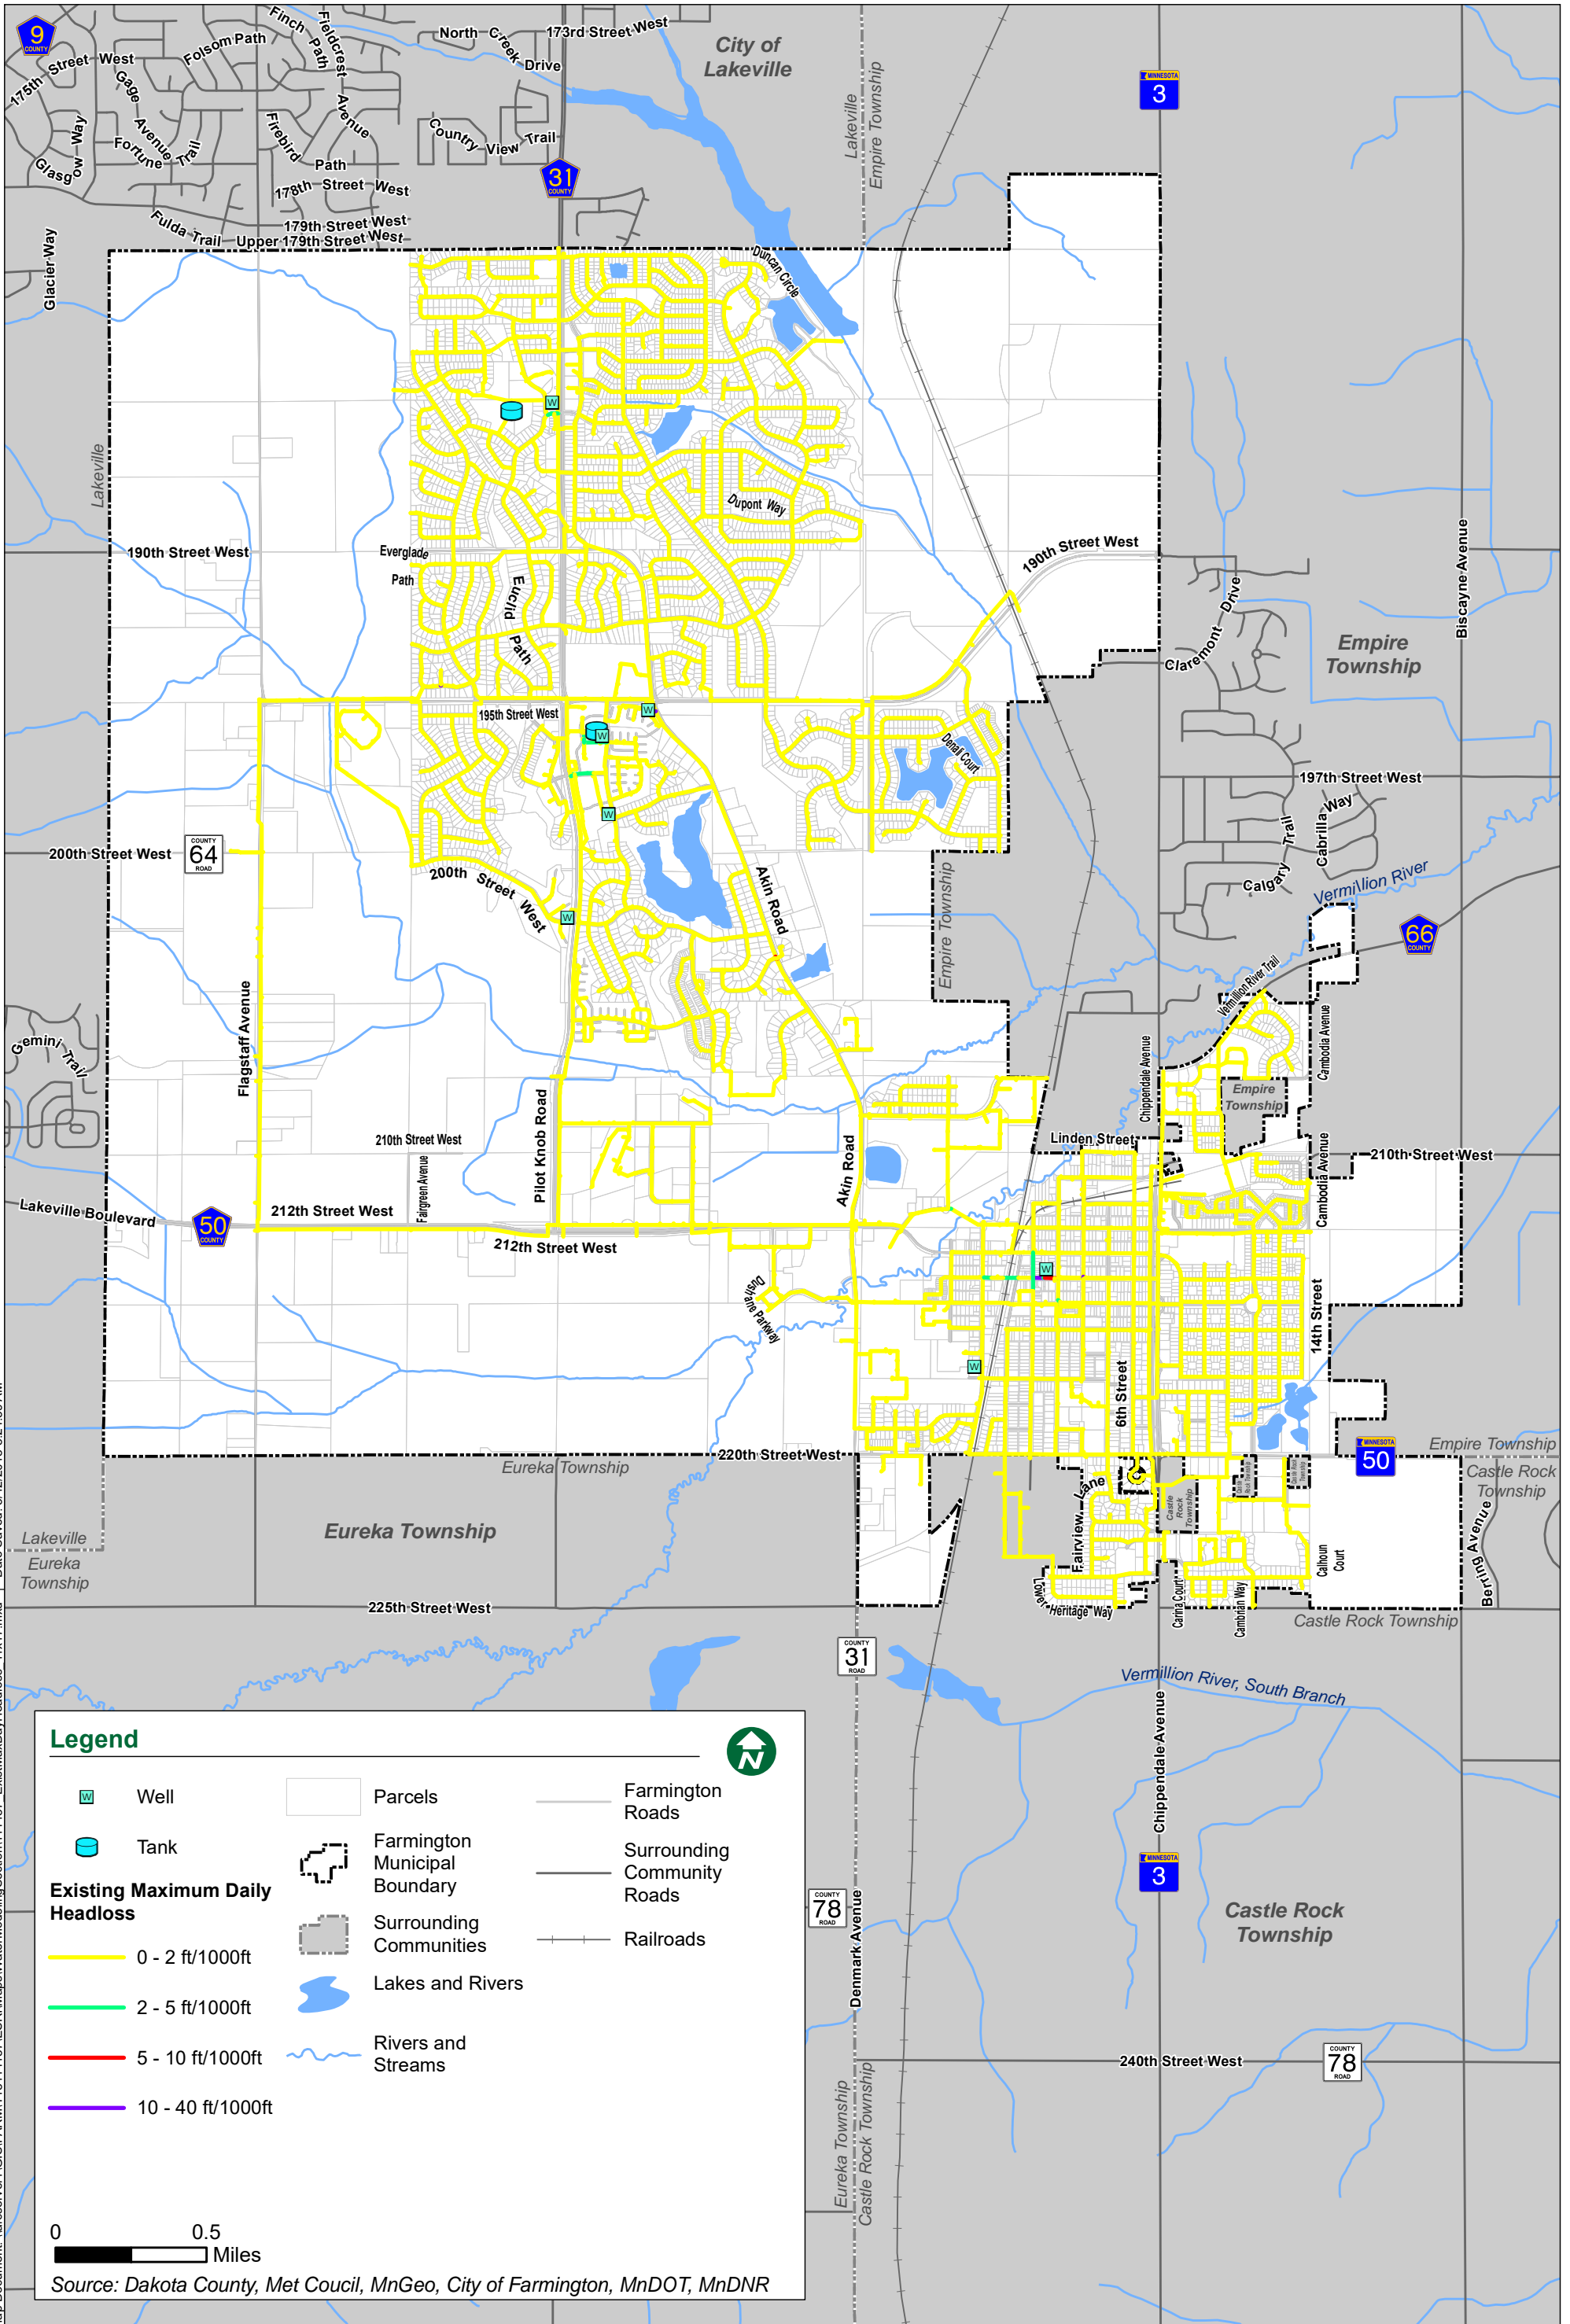 9
COUNTY
175th Street West
Folsom Path
Finch Path
Fieldcrest Avenue
North Creek Drive
173rd Street West
City of
Lakeville
Lakeville
Empire Township
MINNESOTA
3
Gage Avenue
Fortune Trail
Glasgow Way
Firebird Path
Country View Trail
178th Street West
31
COUNTY
179th Street West
Fulda Trail
Upper 179th Street West
Glacier Way
Duncan Circle
Lakeville
Dupont Way
190th Street West
Everglade
Path
Euclid Path
190th Street West
Biscayne Avenue
Claremont Drive
Empire
Township
195th Street West
Denali Court
197th Street West
Cabrilla Way
Calgary Trail
200th Street West
COUNTY
64
ROAD
200th Street West
Akin Road
Empire Township
Vermillion River
66
COUNTY
Vermillion River Trail
Flagstaff Avenue
Gemini Trail
Chippendale Avenue
Cambodia Avenue
Empire
Township
Pilot Knob Road
210th Street West
Fairgreen Avenue
Akin Road
Linden Street
Cambodia Avenue
210th Street West
Lakeville Boulevard
50
COUNTY
212th Street West
212th Street West
W
W
W
W
W
W
W
Dushane Parkway
14th Street
6th Street
220th Street West
Eureka Township
MINNESOTA
50
Empire Township
Castle Rock
Township
Castle
Rock
Township
Fairview Lane
Eureka Township
Lakeville
Eureka
Township
Calhoun
Court
Berring Avenue
Lower Heritage Way
Carina Court
Cambrian Way
225th Street West
Castle Rock Township
COUNTY
31
ROAD
Vermillion River, South Branch
Chippendale Avenue
MINNESOTA
3
COUNTY
78
ROAD
Denmark Avenue
Castle Rock
Township
240th Street West
COUNTY
78
ROAD
Eureka Township
Castle Rock Township
Legend
N
W
Well
Tank
Existing Maximum Daily
Headloss
0 - 2 ft/1000ft
2 - 5 ft/1000ft
5 - 10 ft/1000ft
10 - 40 ft/1000ft
Parcels
Farmington
Municipal
Boundary
Surrounding
Communities
Lakes and Rivers
Rivers and
Streams
Farmington
Roads
Surrounding
Community
Roads
Railroads
0
0.5
Miles
Source: Dakota County, Met Coucil, MnGeo, City of Farmington, MnDOT, MnDNR